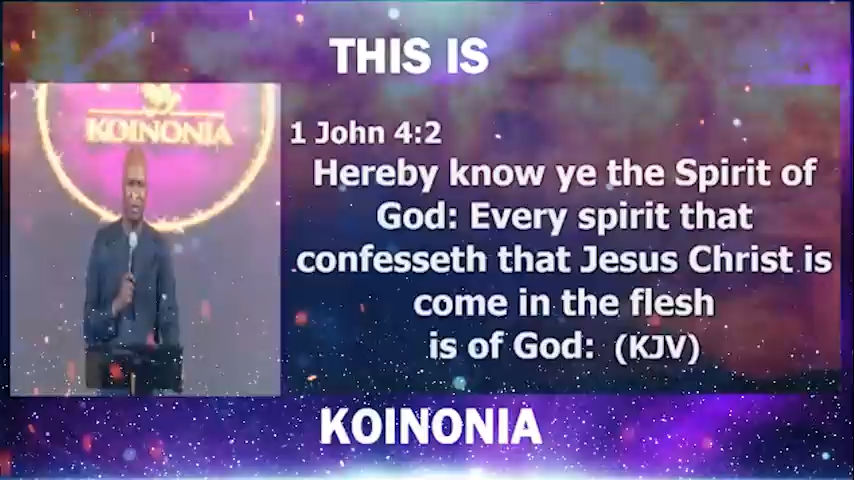 THIS IS
KOINONIA
1 John 4:2
Hereby know ye the Spirit of
God: Every spirit that
confesseth that Jesus Christ is
come in the flesh
is of God: (KJV)
KOINONIA